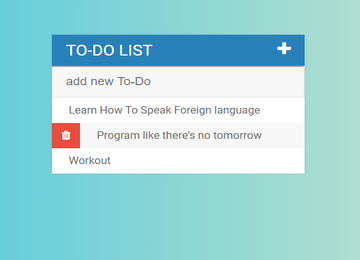 TO-DO LIST
add new To-Do
Learn How To Speak Foreign language
Program like there's no tomorrow
Workout